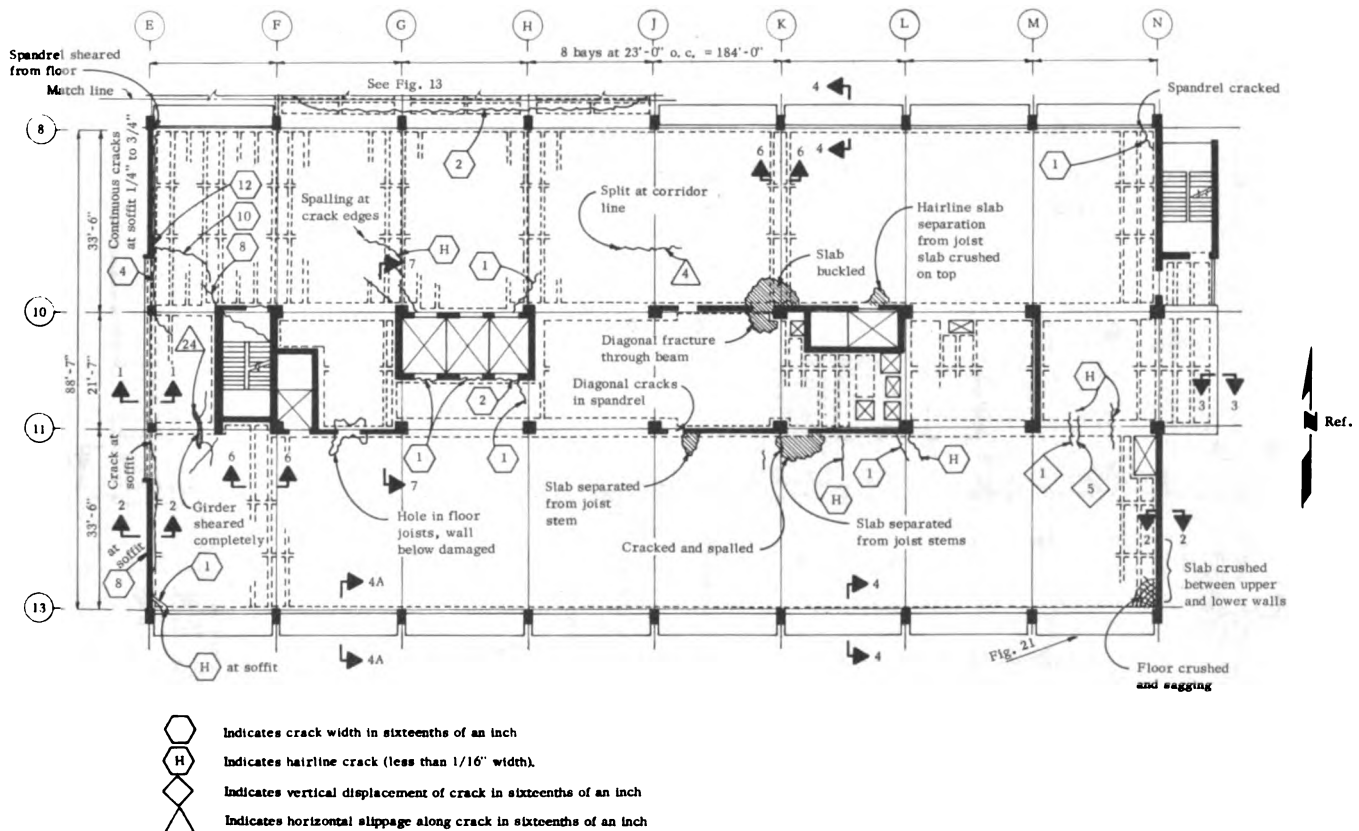 E F G H J K L M N
8 bays at 23'-0" o. c. = 184'-0"
Spandrel sheared
from floor
Match line
See Fig. 13
4
Spandrel cracked
8
4
6 6
1
2
Continuous cracks
at soffit 1/4" to 3/4"
12
10
8
Spalling at
crack edges
Split at corridor
line
Hairline slab
separation
from joist
slab crushed
on top
33'-6"
H
7
1
4
Slab
buckled
4
10
24
Diagonal fracture
through beam
88'-7"
21'-7"
1 1
2
Diagonal cracks
in spandrel
H
3 3
Ref.
11
Crack at
soffit
6 6
1
1
1
H
1
5
7
H
33'-6"
2 2
Girder
sheared
completely
Hole in floor
joists, wall
below damaged
Slab separated
from joist
stem
Cracked and spalled
Slab separated
from joist stems
2 2
at soffit
8
1
4A
4
Slab crushed
between upper
and lower walls
13
H at soffit
4A
4
Fig. 21
Floor crushed
and sagging
Indicates crack width in sixteenths of an inch
H Indicates hairline crack (less than 1/16" width).
Indicates vertical displacement of crack in sixteenths of an inch
Indicates horizontal slippage along crack in sixteenths of an inch